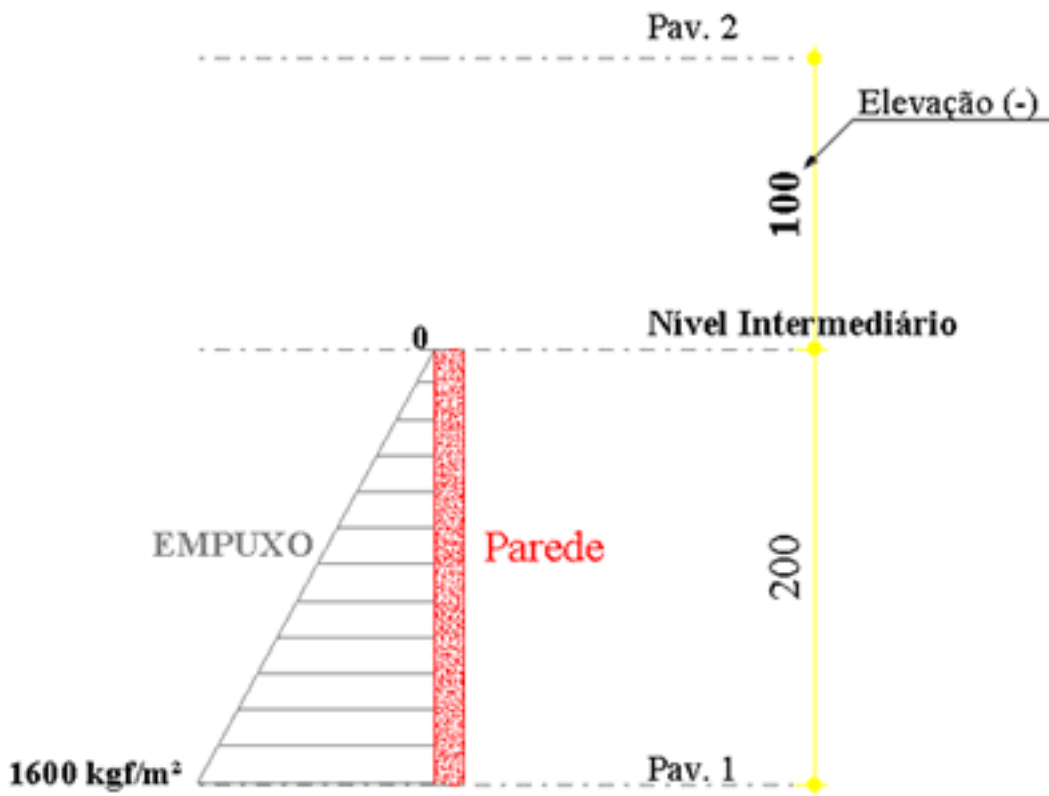 Pav. 2
Elevação (-)
100
Nível Intermediário
0
EMPUXO
Parede
200
1600 kgf/m²
Pav. 1